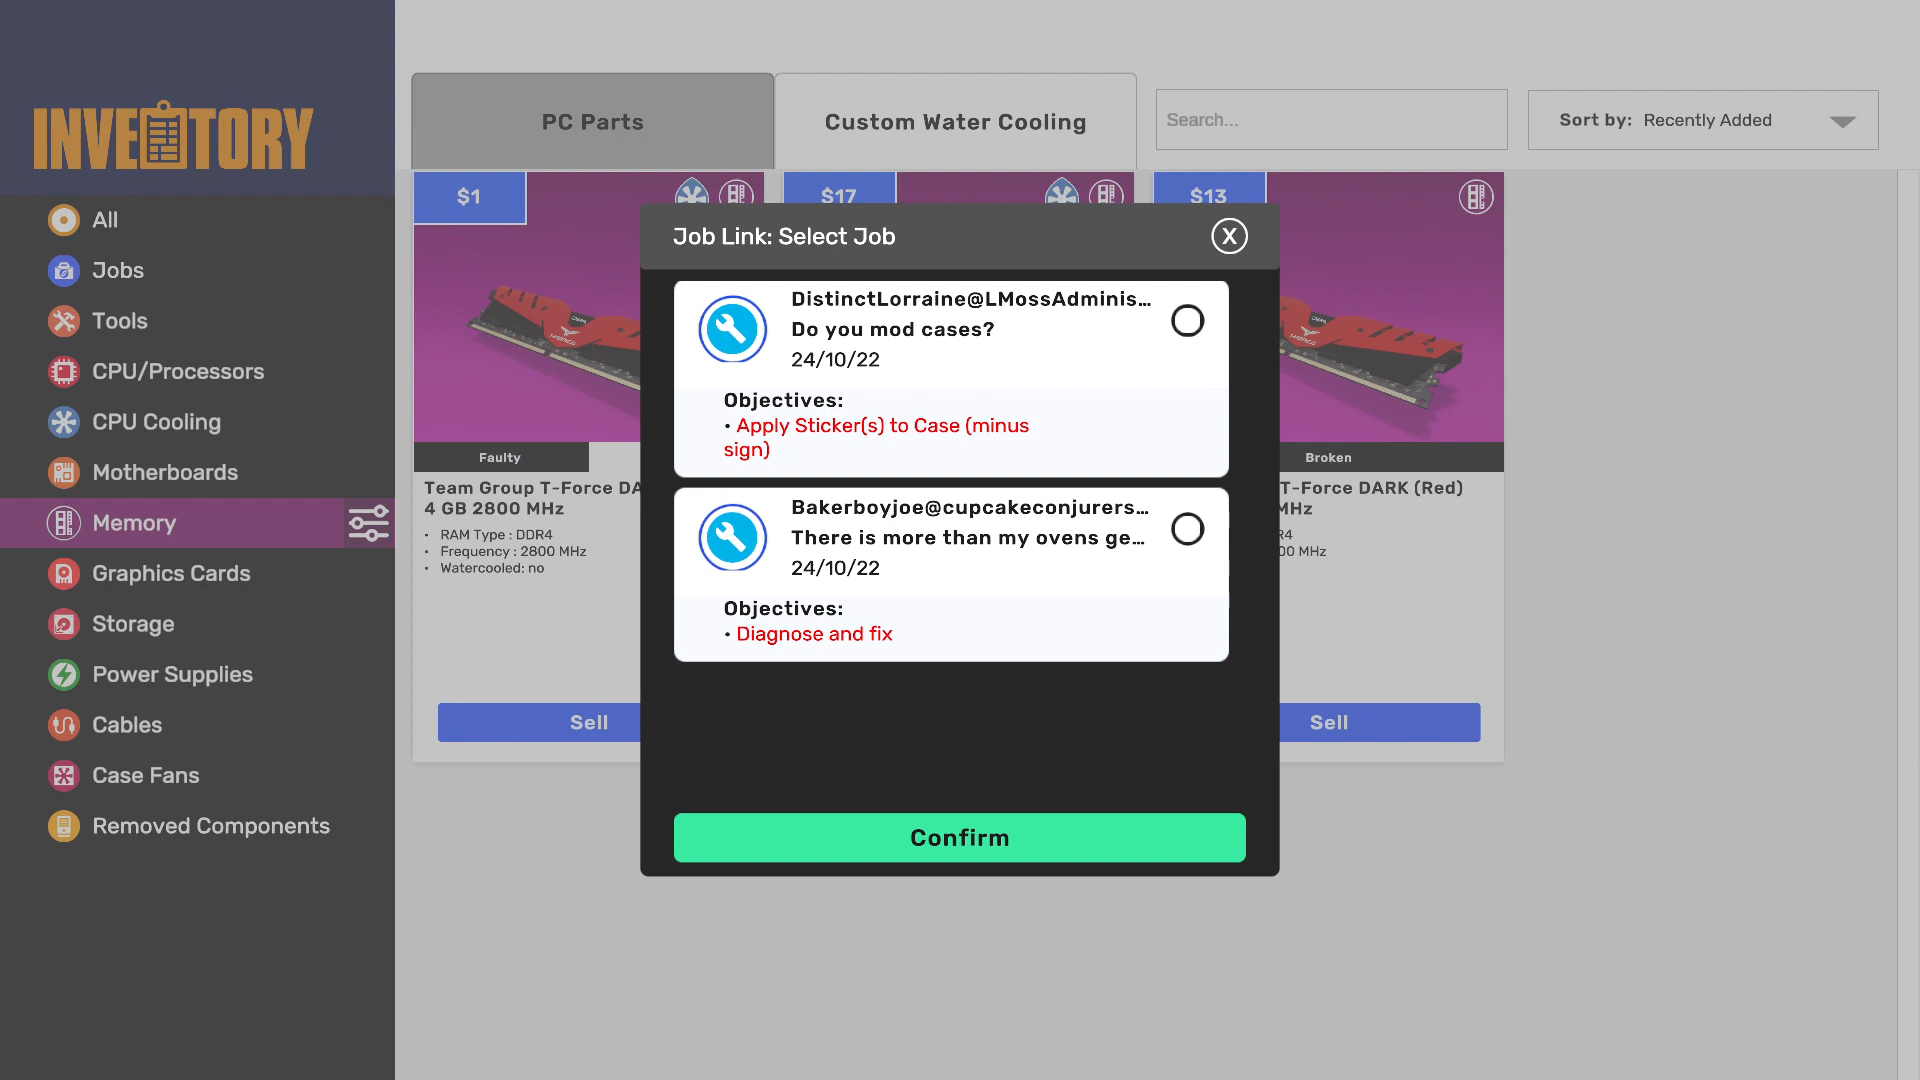 INVENTORY
All
Jobs
Tools
CPU/Processors
CPU Cooling
Motherboards
Memory
Graphics Cards
Storage
Power Supplies
Cables
Case Fans
Removed Components
PC Parts
Custom Water Cooling
Search...
Sort by: Recently Added
$1
$17
$13
Faulty
Team Group T-Force DA
4 GB 2800 MHz
• RAM Type : DDR4
• Frequency : 2800 MHz
• Watercooled: no
Sell
Job Link: Select Job
X
DistinctLorraine@LMossAdminis...
Do you mod cases?
24/10/22
Objectives:
• Apply Sticker(s) to Case (minus
sign)
Bakerboyjoe@cupcakeconjurers...
There is more than my ovens ge...
24/10/22
Objectives:
• Diagnose and fix
Confirm
Broken
T-Force DARK (Red)
MHz
R4
00 MHz
Sell